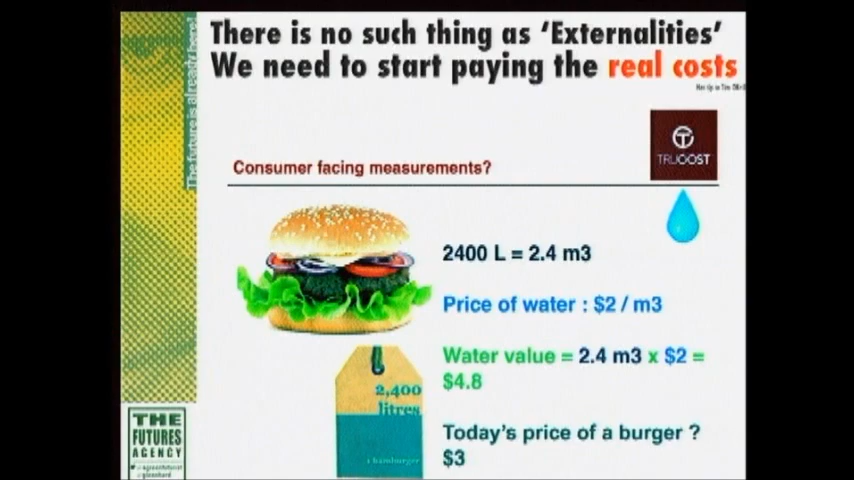 There is no such thing as ‘Externalities’
We need to start paying the real costs
The future is already here!
TRUCOST
Consumer facing measurements?
2400 L = 2.4 m3
Price of water : $2 / m3
Water value = 2.4 m3 x $2 =
$4.8
2,400
litres
1 hamburger
Today's price of a burger ?
$3
THE
FUTURES
AGENCY